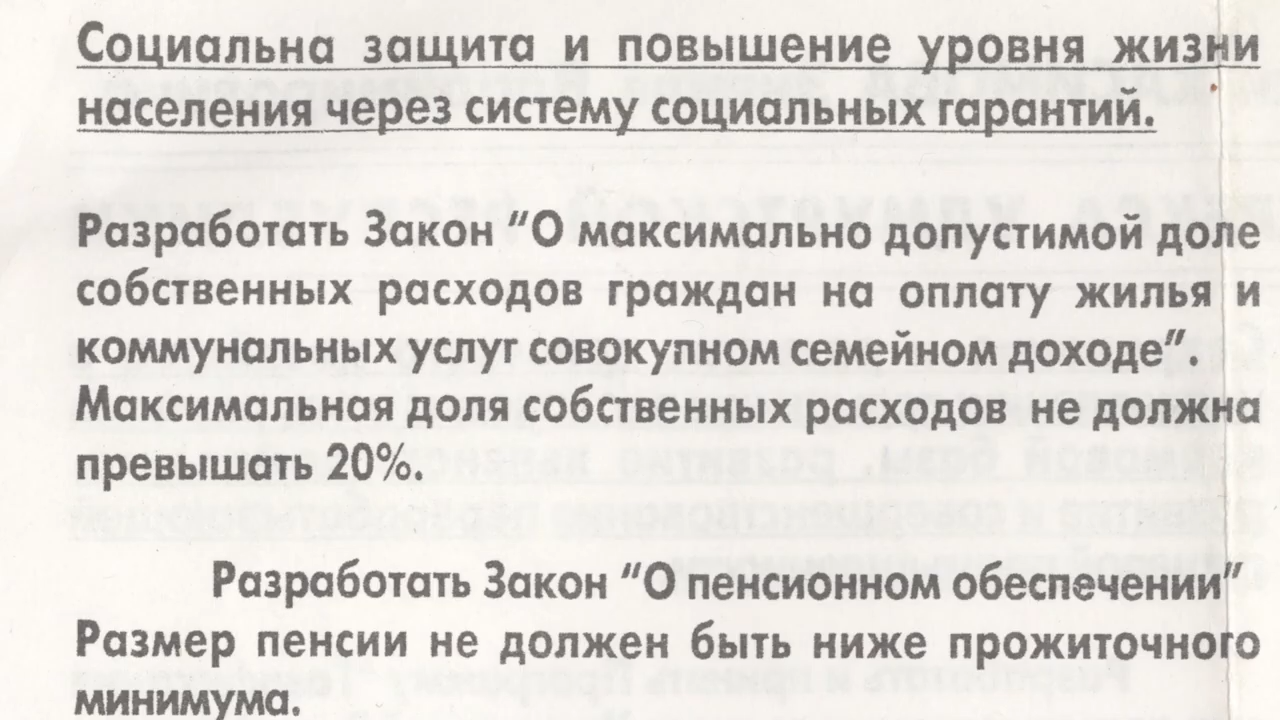 Социальна защита и повышение уровня жизни
населения через систему социальных гарантий.
Разработать Закон “О максимально допустимой доле
собственных расходов граждан на оплату жилья и
коммунальных услуг совокупном семейном доходе”.
Максимальная доля собственных расходов не должна
превышать 20%.
Разработать Закон “О пенсионном обеспечении”
Размер пенсии не должен быть ниже прожиточного
минимума.